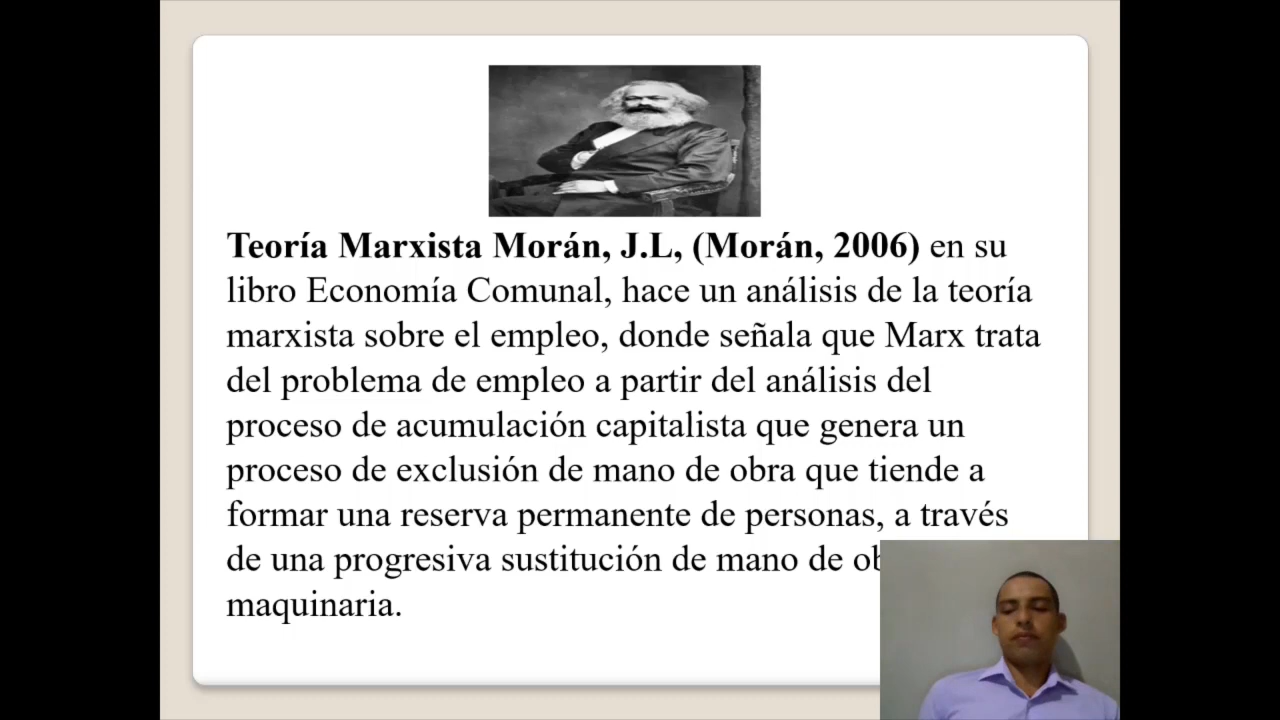 Teoría Marxista Morán, J.L, (Morán, 2006) en su
libro Economía Comunal, hace un análisis de la teoría
marxista sobre el empleo, donde señala que Marx trata
del problema de empleo a partir del análisis del
proceso de acumulación capitalista que genera un
proceso de exclusión de mano de obra que tiende a
formar una reserva permanente de personas, a través
de una progresiva sustitución de mano de
maquinaria.